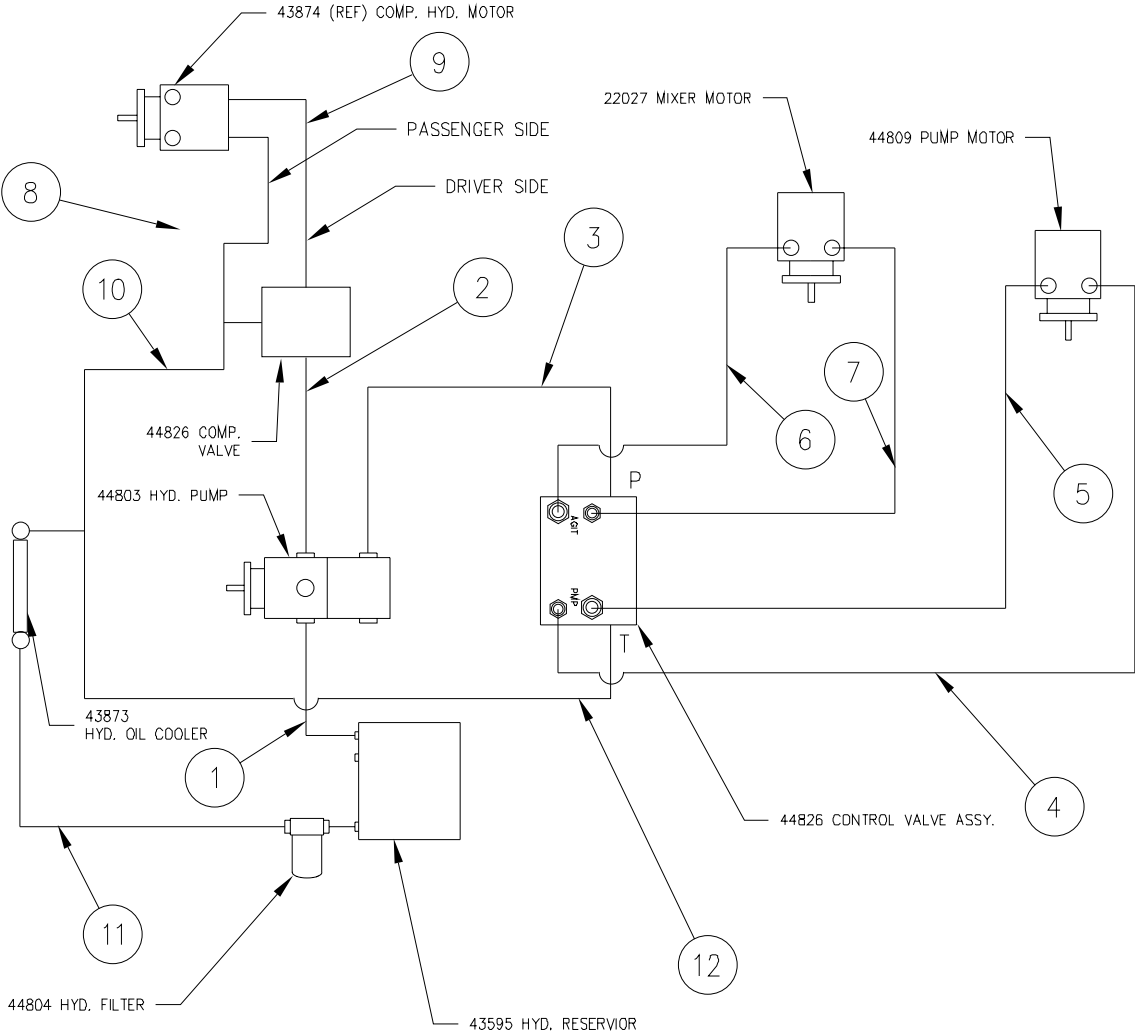 43874 (REF) COMP. HYD. MOTOR
9
22027 MIXER MOTOR
PASSENGER SIDE
44809 PUMP MOTOR
8
DRIVER SIDE
3
10
2
7
44826 COMP.
VALVE
6
P
44803 HYD. PUMP
5
AGIT
PMP
T
43873
HYD. OIL COOLER
1
4
44826 CONTROL VALVE ASSY.
11
12
44804 HYD. FILTER
43595 HYD. RESERVIOR